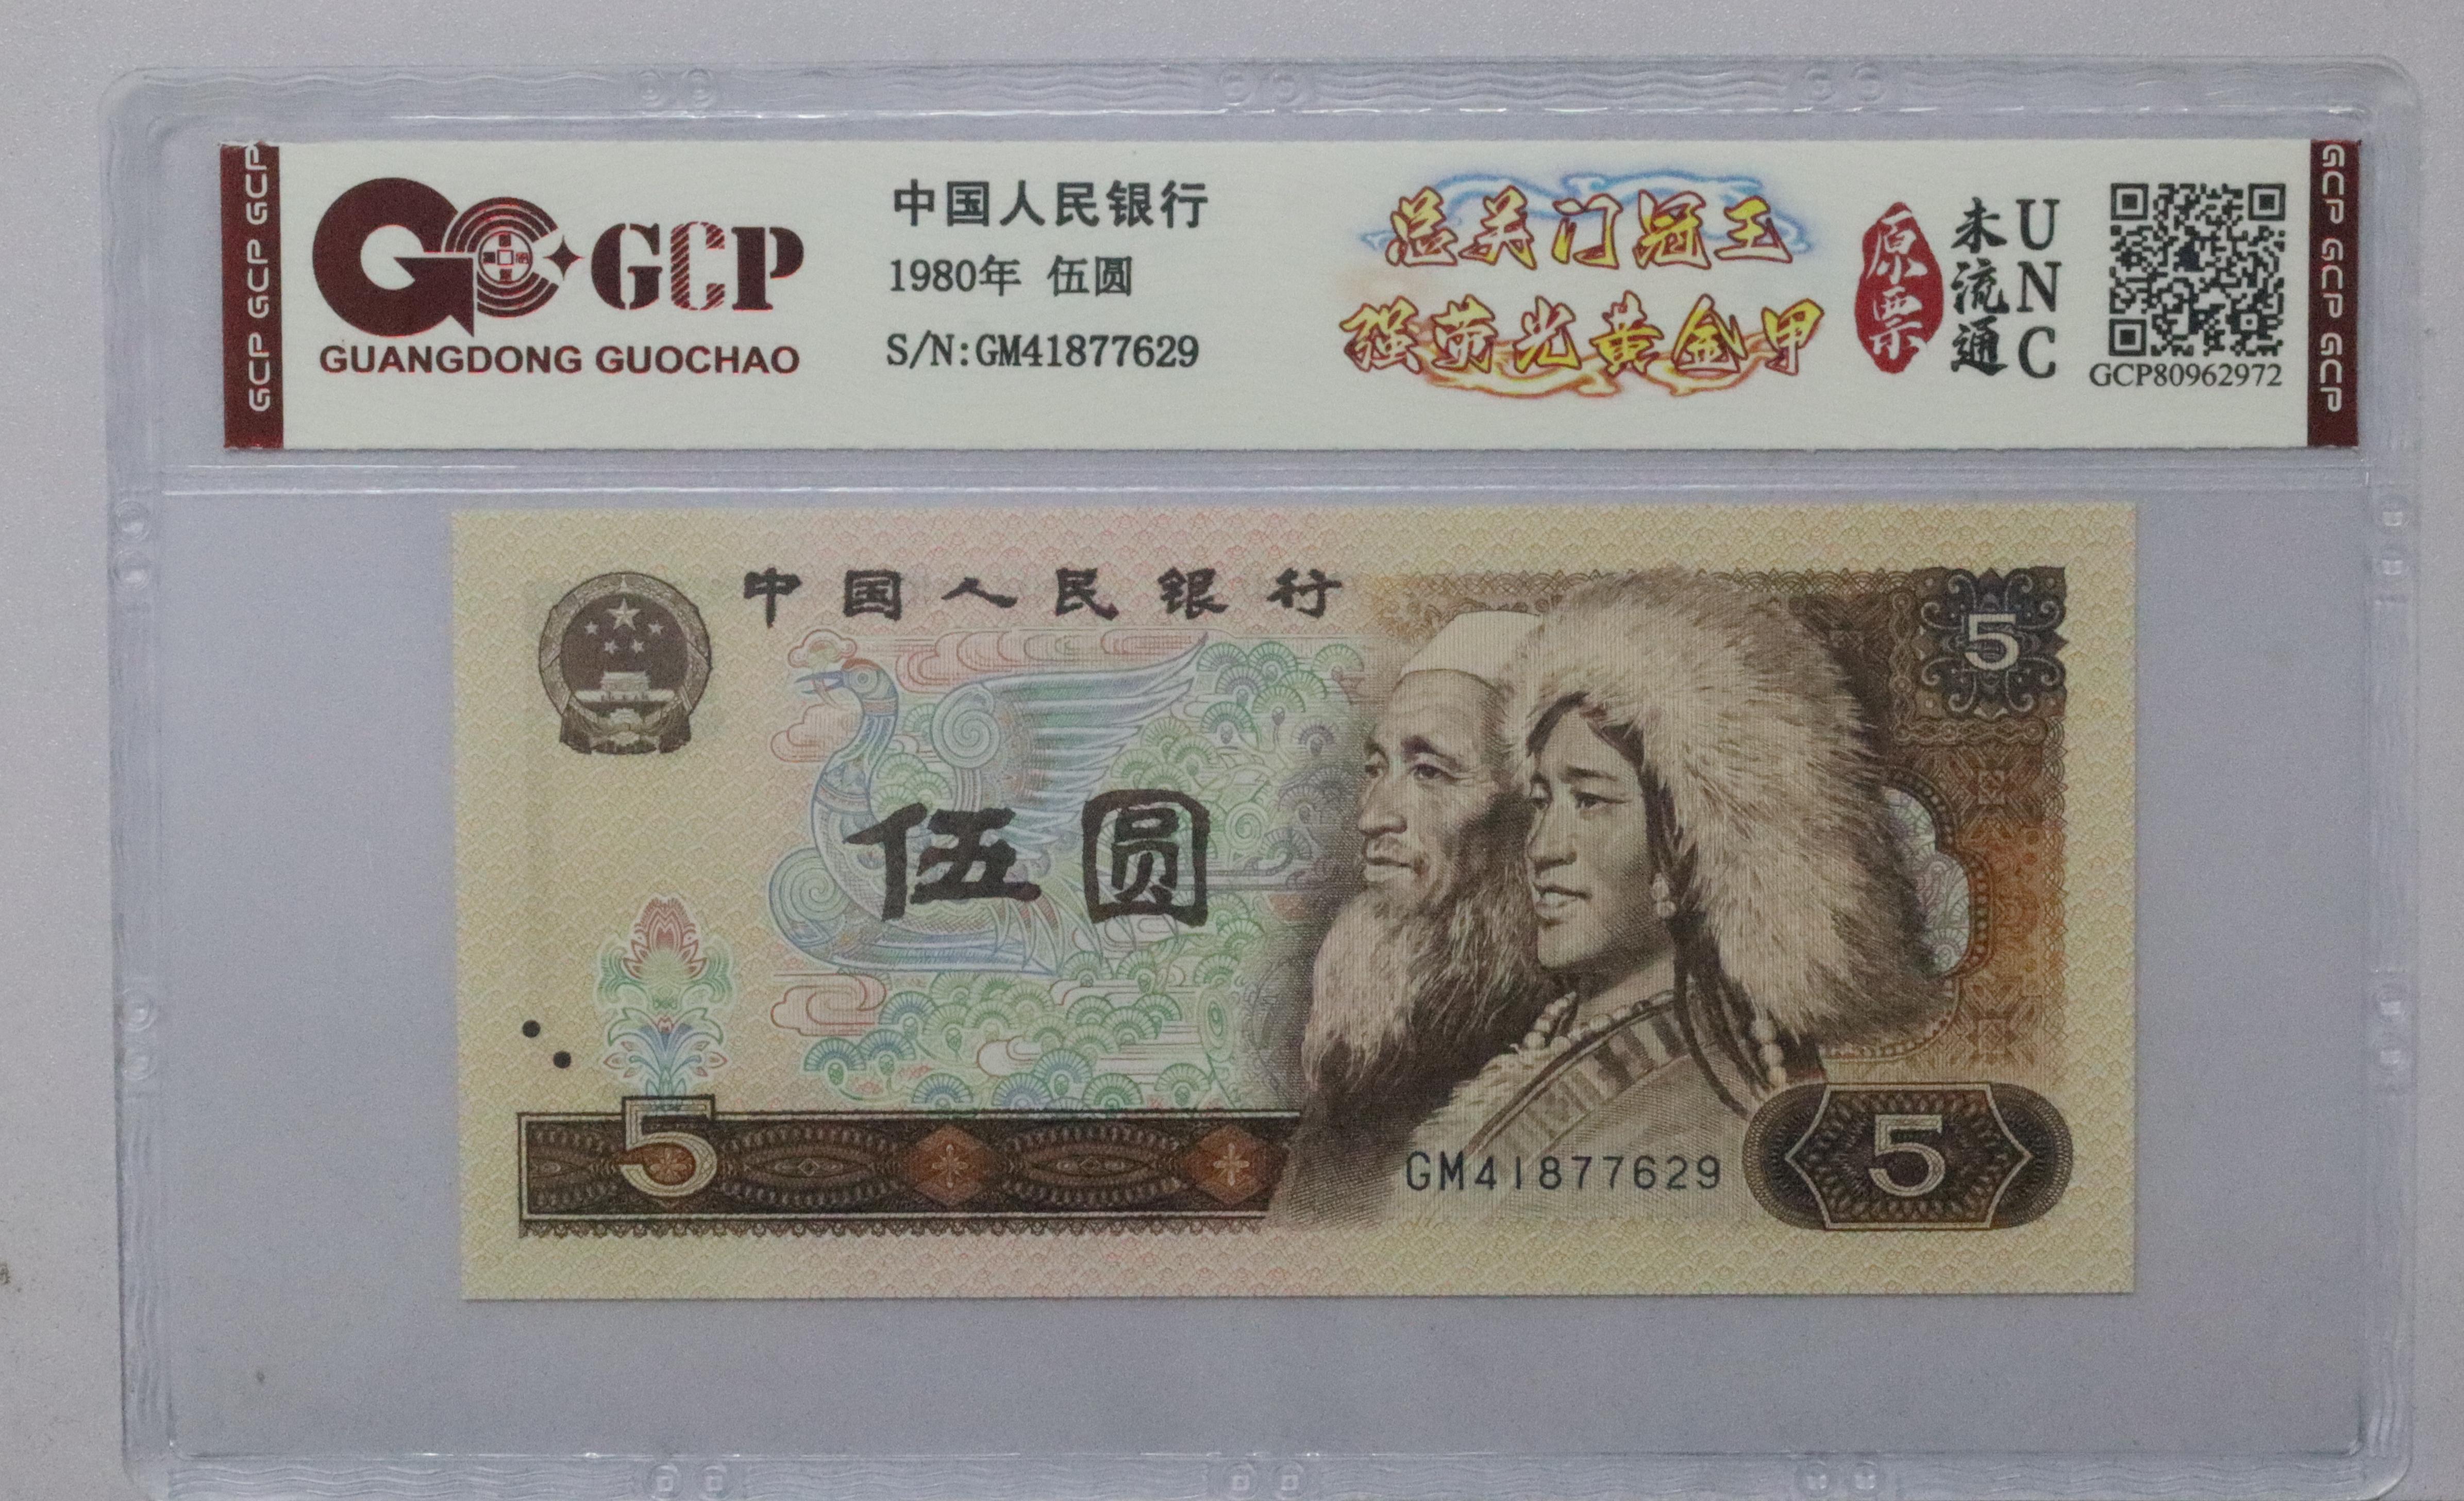 GCP GCP GCP
GCP
GUANGDONG GUOCHAO
中国人民银行
1980年 伍圆
S/N:GM41877629
总关门冠王
强荧光黄金甲
原票
未流通
UNC
GCP80962972
GCP GCP GCP
中国人民银行
5
伍圆
5
GM41877629
5